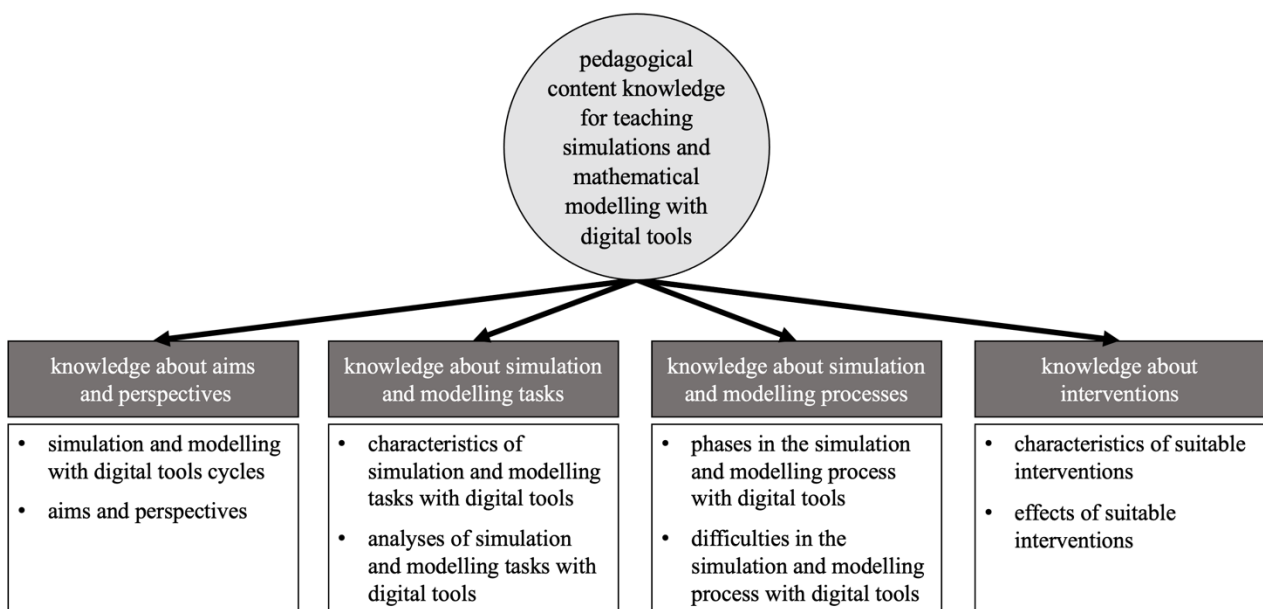 pedagogical
content knowledge
for teaching
simulations and
mathematical
modelling with
digital tools
knowledge about aims
and perspectives
• simulation and modelling
with digital tools cycles
• aims and perspectives
knowledge about simulation
and modelling tasks
• characteristics of
simulation and modelling
tasks with digital tools
• analyses of simulation
and modelling tasks with
digital tools
knowledge about simulation
and modelling processes
• phases in the simulation
and modelling process
with digital tools
• difficulties in the
simulation and modelling
process with digital tools
knowledge about
interventions
• characteristics of suitable
interventions
• effects of suitable
interventions